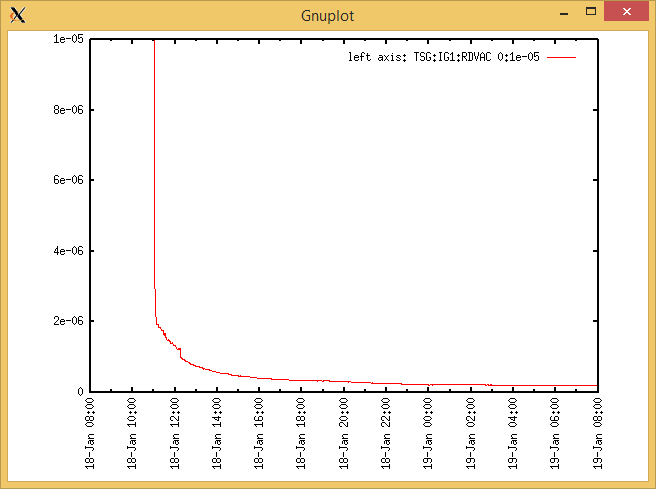 Gnuplot
left axis: TSG:IG1:RDVAC 0:1e-05
1e-05
8e-06
6e-06
4e-06
2e-06
0
18-Jan 08:00
18-Jan 10:00
18-Jan 12:00
18-Jan 14:00
18-Jan 16:00
18-Jan 18:00
18-Jan 20:00
18-Jan 22:00
19-Jan 00:00
19-Jan 02:00
19-Jan 04:00
19-Jan 06:00
19-Jan 08:00